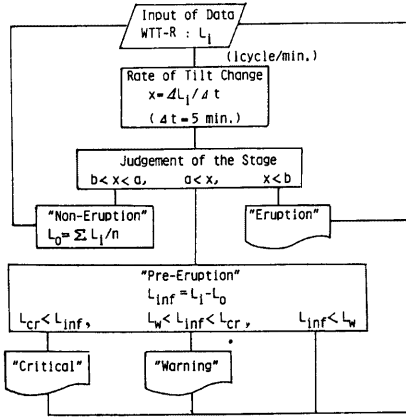 Input of Data
WTT-R : Li
(1cycle/min.)
Rate of Tilt Change
x=ΔLi/Δt
(Δt=5 min.)
Judgement of the Stage
b<x<a, a<x, x<b
"Non-Eruption"
Lo=ΣLi/n
"Eruption"
"Pre-Eruption"
Linf=Li-Lo
Lcr<Linf, Lw<Linf<Lcr, Linf<Lw
"Critical" "Warning"